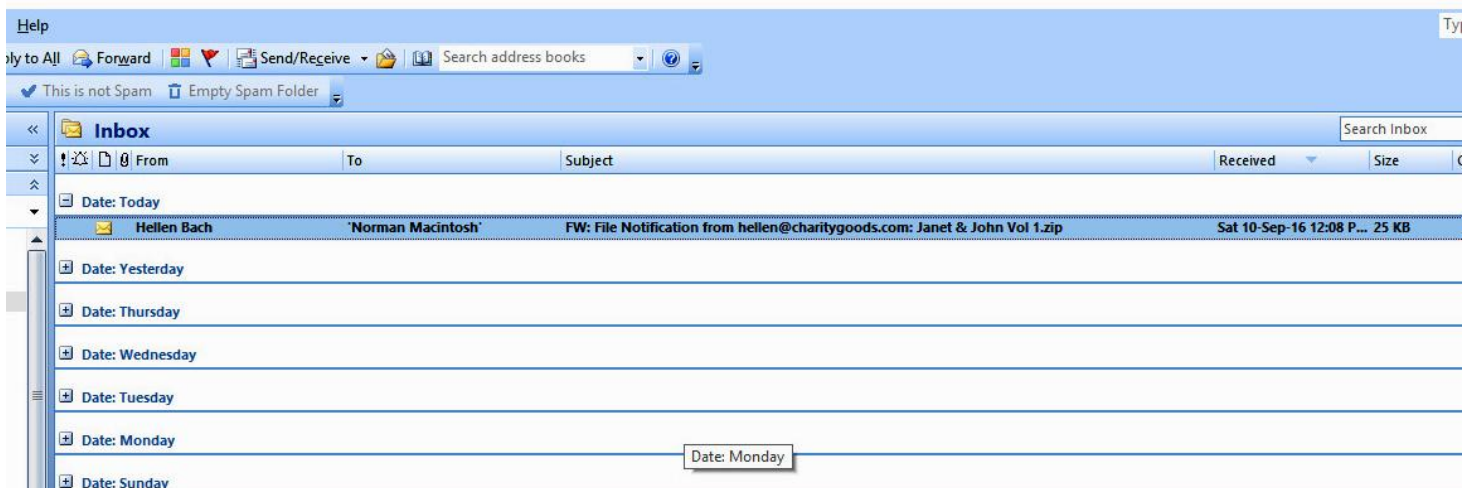 Help
Typ
ply to All Forward Send/Receive Search address books
This is not Spam Empty Spam Folder
Inbox Search Inbox
From To Subject Received Size
Date: Today
Hellen Bach 'Norman Macintosh' FW: File Notification from hellen@charitygoods.com: Janet & John Vol 1.zip Sat 10-Sep-16 12:08 P... 25 KB
Date: Yesterday
Date: Thursday
Date: Wednesday
Date: Tuesday
Date: Monday
Date: Monday
Date: Sunday